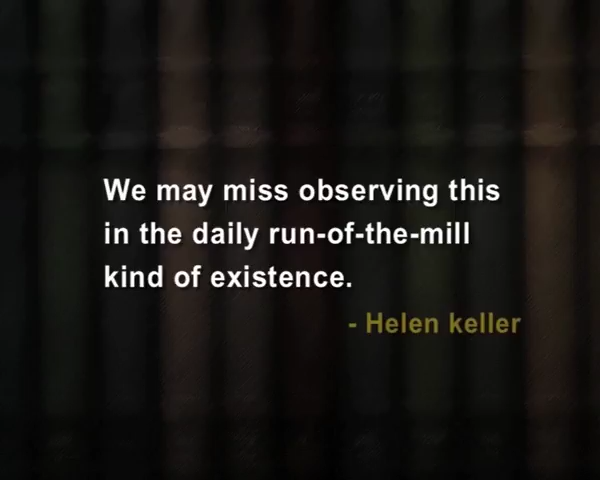 We may miss observing this
in the daily run-of-the-mill
kind of existence.
- Helen keller